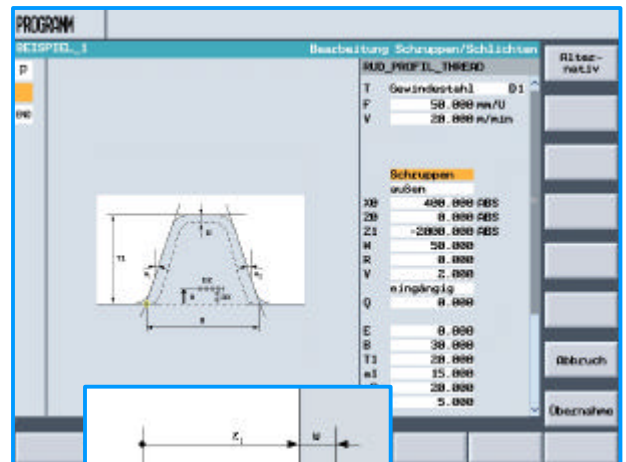 PROGRAMM
BEISPIEL_1
Bearbeitung Schruppen/Schlichten
P
END
RUD_PROFIL_THREAD
T Gewindestahl D1
F 50.000 mm/U
V 20.000 m/min
Schruppen
außen
X0 400.000 ABS
Z0 0.000 ABS
Z1 -2000.000 ABS
W 50.000
R 0.000
V 2.000
eingängig
Q 0.000
E 0.000
B 30.000
T1 20.000
α1 15.000
20.000
5.000
Alter-
nativ
Abbruch
Übernahme
T1
B
Z1
W